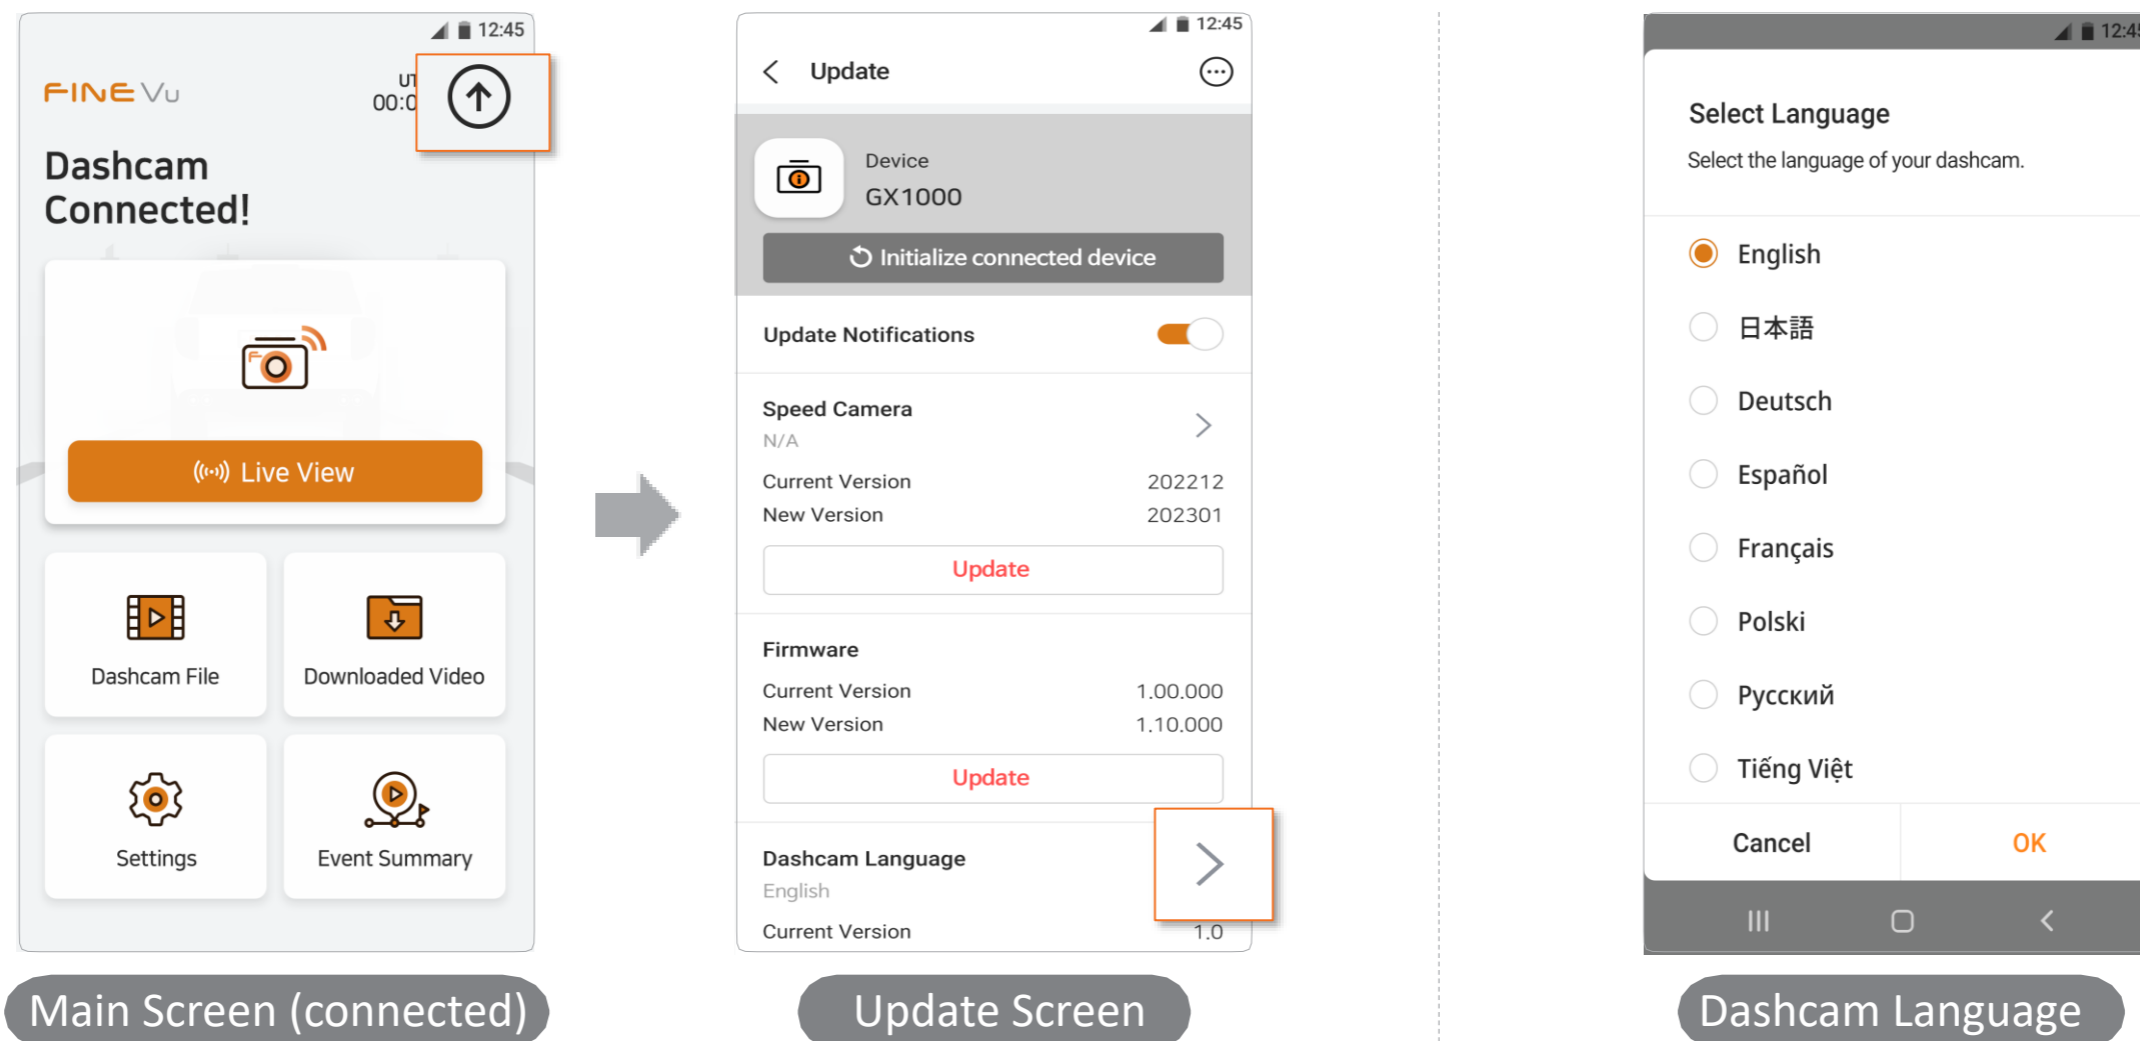 12:45
FINE Vu
00:0
Dashcam
Connected!
Live View
Dashcam File
Downloaded Video
Settings
Event Summary
Main Screen (connected)
12:45
Update
Device
GX1000
Initialize connected device
Update Notifications
Speed Camera
N/A
Current Version 202212
New Version 202301
Update
Firmware
Current Version 1.00.000
New Version 1.10.000
Update
Dashcam Language
English
Current Version 1.0
Update Screen
12:45
Select Language
Select the language of your dashcam.
English
日本語
Deutsch
Español
Français
Polski
Русский
Tiếng Việt
Cancel OK
Dashcam Language